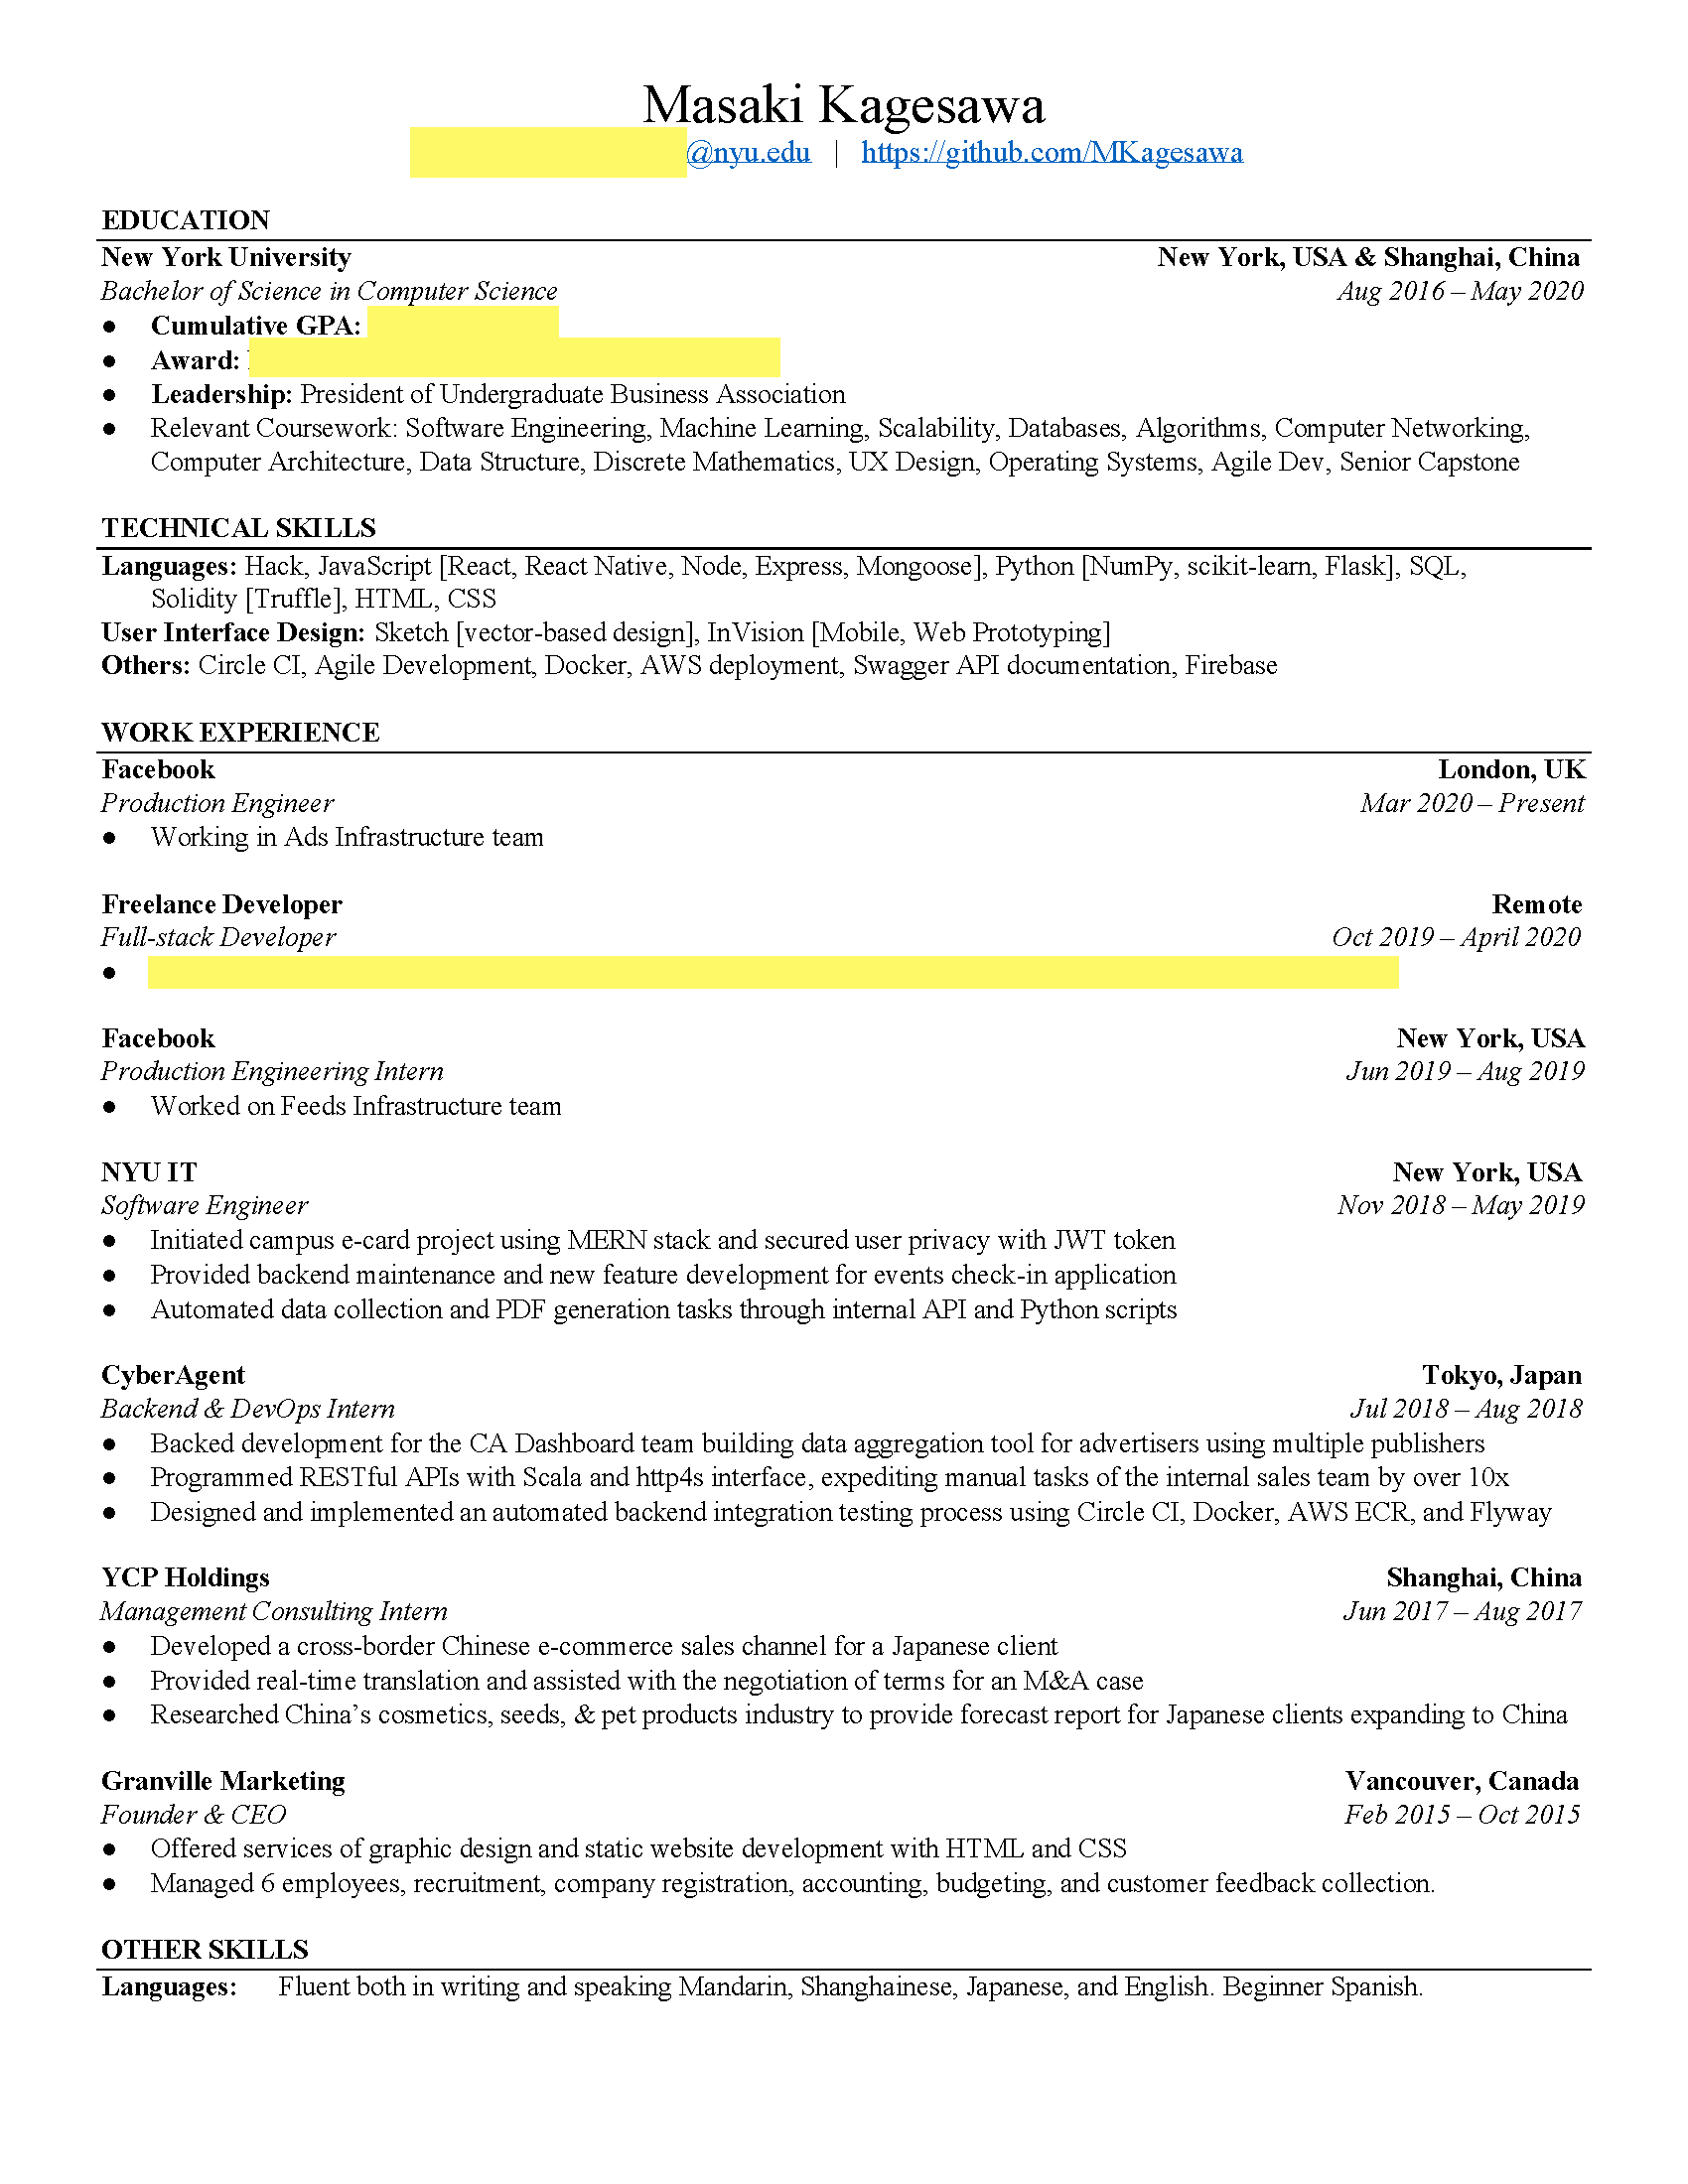 Masaki Kagesawa
@nyu.edu | https://github.com/MKagesawa
EDUCATION
New York University New York, USA & Shanghai, China
Bachelor of Science in Computer Science Aug 2016 – May 2020
● Cumulative GPA:
● Award:
● Leadership: President of Undergraduate Business Association
● Relevant Coursework: Software Engineering, Machine Learning, Scalability, Databases, Algorithms, Computer Networking,
Computer Architecture, Data Structure, Discrete Mathematics, UX Design, Operating Systems, Agile Dev, Senior Capstone
TECHNICAL SKILLS
Languages: Hack, JavaScript [React, React Native, Node, Express, Mongoose], Python [NumPy, scikit-learn, Flask], SQL,
Solidity [Truffle], HTML, CSS
User Interface Design: Sketch [vector-based design], InVision [Mobile, Web Prototyping]
Others: Circle CI, Agile Development, Docker, AWS deployment, Swagger API documentation, Firebase
WORK EXPERIENCE
Facebook London, UK
Production Engineer Mar 2020 – Present
● Working in Ads Infrastructure team
Freelance Developer Remote
Full-stack Developer Oct 2019 – April 2020
●
Facebook New York, USA
Production Engineering Intern Jun 2019 – Aug 2019
● Worked on Feeds Infrastructure team
NYU IT New York, USA
Software Engineer Nov 2018 – May 2019
● Initiated campus e-card project using MERN stack and secured user privacy with JWT token
● Provided backend maintenance and new feature development for events check-in application
● Automated data collection and PDF generation tasks through internal API and Python scripts
CyberAgent Tokyo, Japan
Backend & DevOps Intern Jul 2018 – Aug 2018
● Backed development for the CA Dashboard team building data aggregation tool for advertisers using multiple publishers
● Programmed RESTful APIs with Scala and http4s interface, expediting manual tasks of the internal sales team by over 10x
● Designed and implemented an automated backend integration testing process using Circle CI, Docker, AWS ECR, and Flyway
YCP Holdings Shanghai, China
Management Consulting Intern Jun 2017 – Aug 2017
● Developed a cross-border Chinese e-commerce sales channel for a Japanese client
● Provided real-time translation and assisted with the negotiation of terms for an M&A case
● Researched China’s cosmetics, seeds, & pet products industry to provide forecast report for Japanese clients expanding to China
Granville Marketing Vancouver, Canada
Founder & CEO Feb 2015 – Oct 2015
● Offered services of graphic design and static website development with HTML and CSS
● Managed 6 employees, recruitment, company registration, accounting, budgeting, and customer feedback collection.
OTHER SKILLS
Languages: Fluent both in writing and speaking Mandarin, Shanghainese, Japanese, and English. Beginner Spanish.